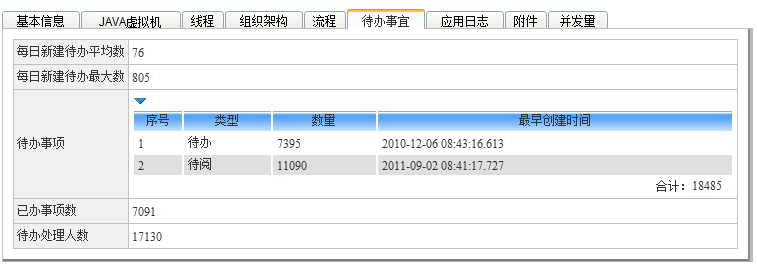 基本信息 JAVA虚拟机 线程 组织架构 流程 待办事宜 应用日志 附件 并发量
每日新建待办平均数 76
每日新建待办最大数 805
待办事项
序号 类型 数量 最早创建时间
1 待办 7395 2010-12-06 08:43:16.613
2 待阅 11090 2011-09-02 08:41:17.727
合计：18485
已办事项数 7091
待办处理人数 17130